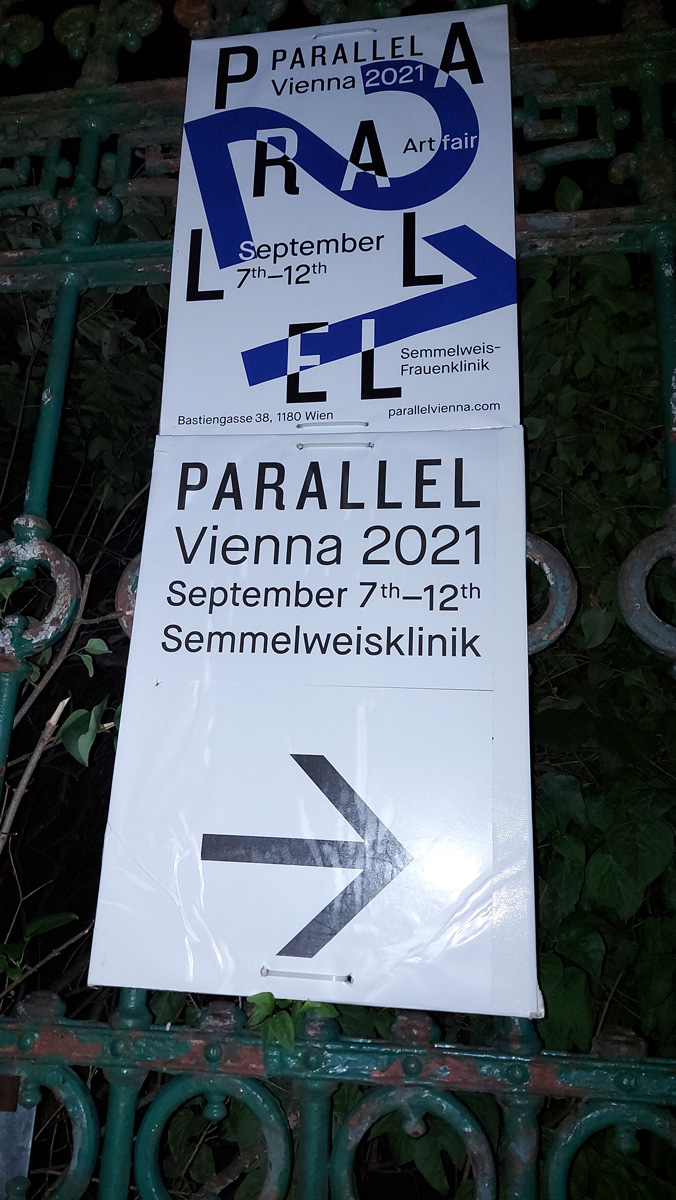 PARALLEL
Vienna 2021
P A
R A
Art fair
L L
September
7th–12th
E L
Semmelweis-
Frauenklinik
Bastiengasse 38, 1180 Wien
parallelvienna.com
PARALLEL
Vienna 2021
September 7th–12th
Semmelweisklinik